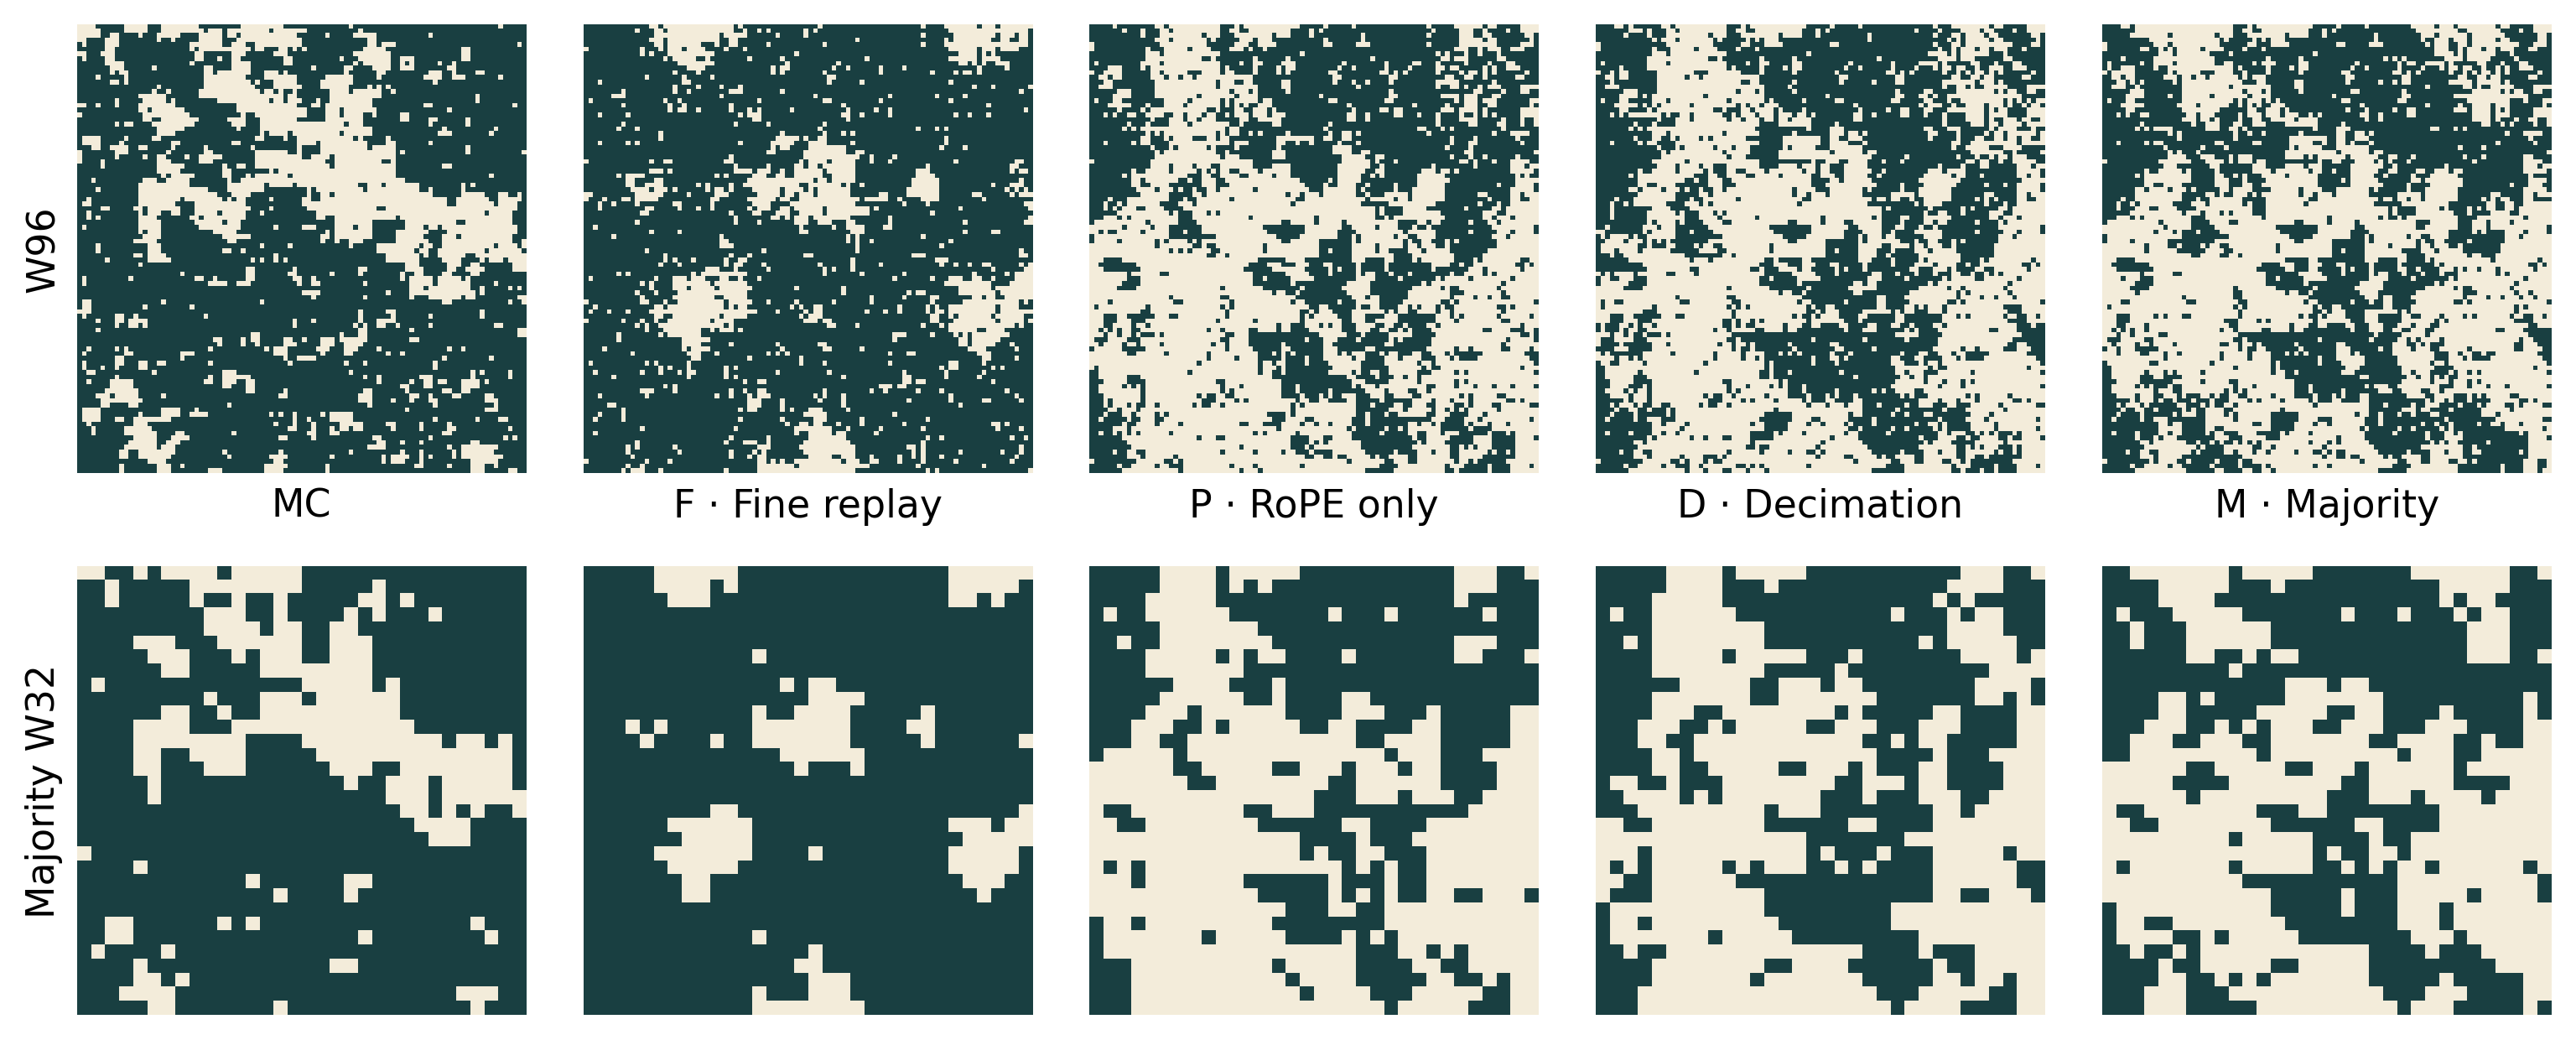 W96
MC
F · Fine replay
P · RoPE only
D · Decimation
M · Majority
Majority W32